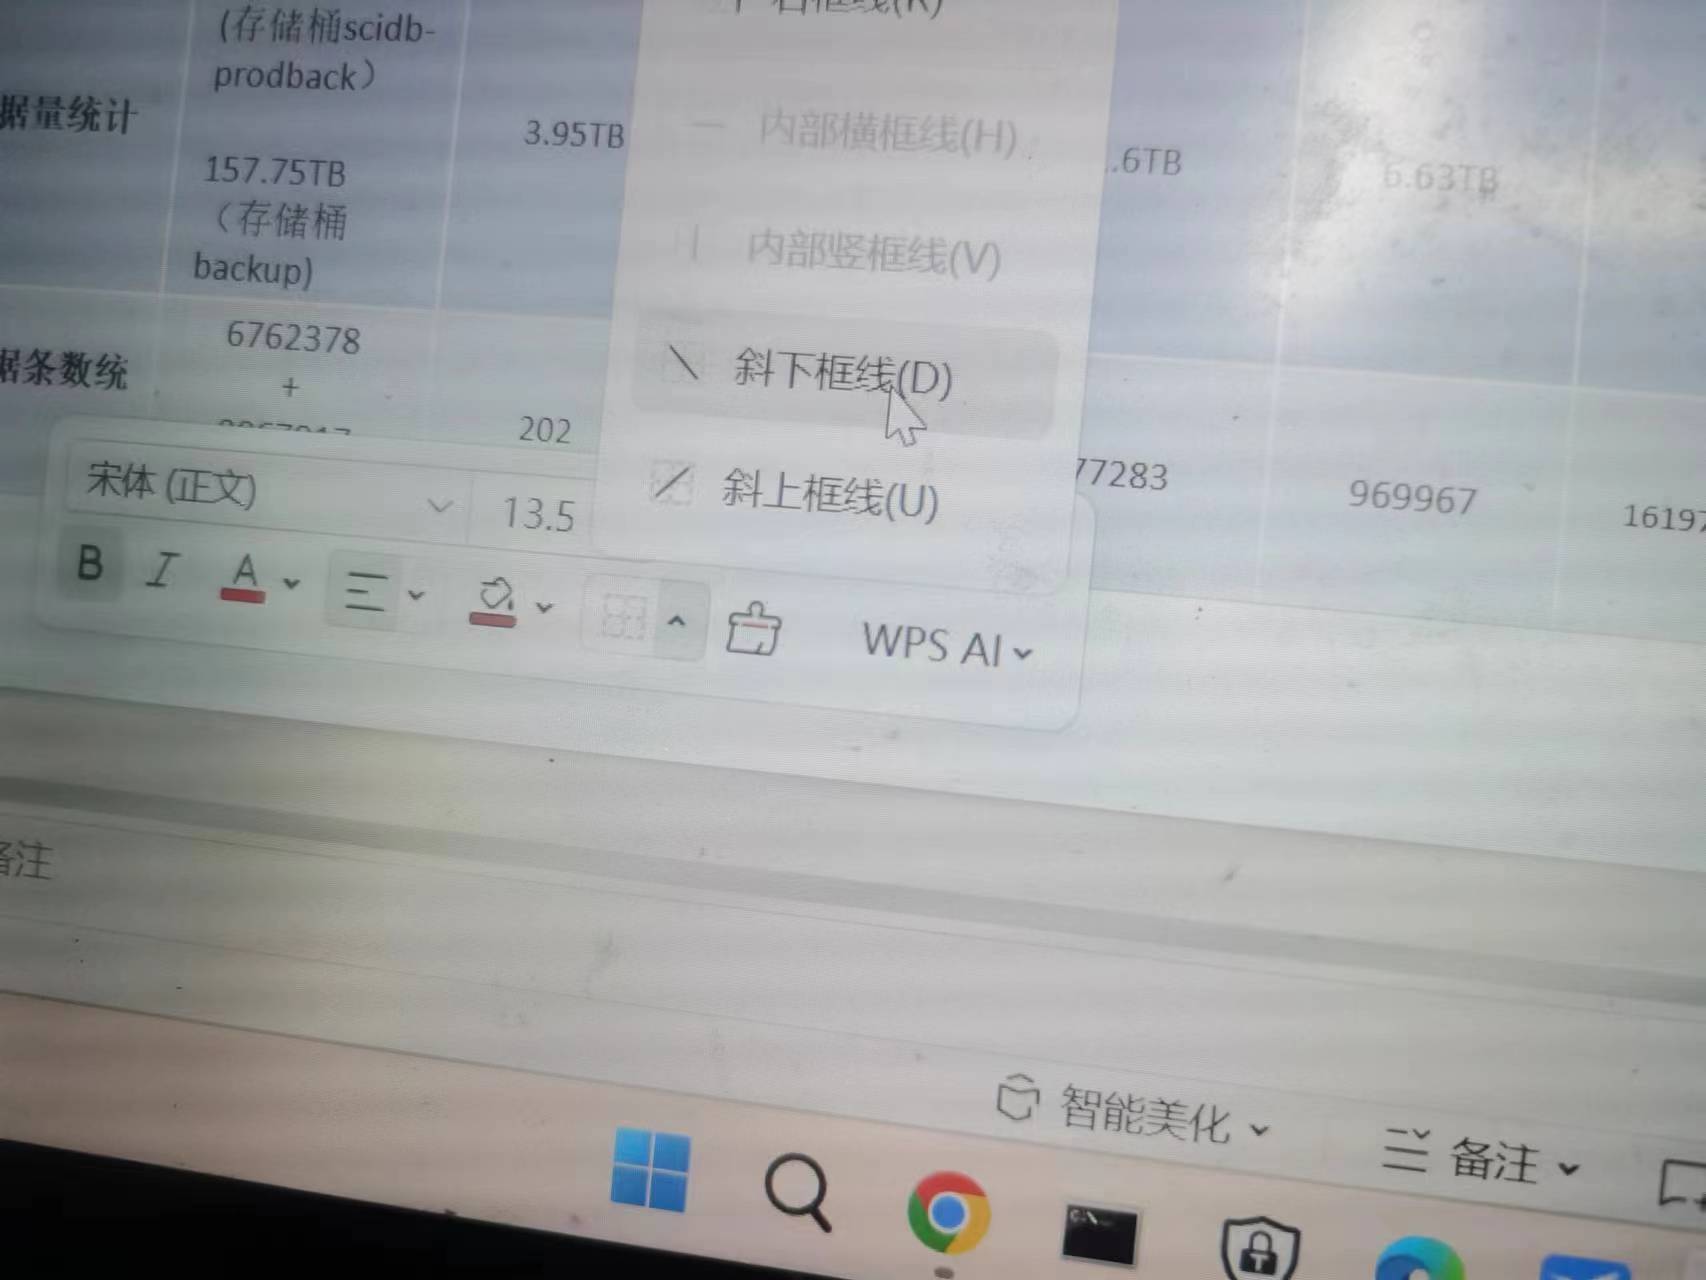 (存储桶scidb-
prodback）
据量统计
157.75TB
（存储桶
backup)
3.95TB
.6TB
6.63TB
内部横框线(H)
内部竖框线(V)
斜下框线(D)
斜上框线(U)
据条数统
6762378
+
202
77283
969967
16197
宋体 (正文)
13.5
B I A
WPS AI
备注
智能美化
备注